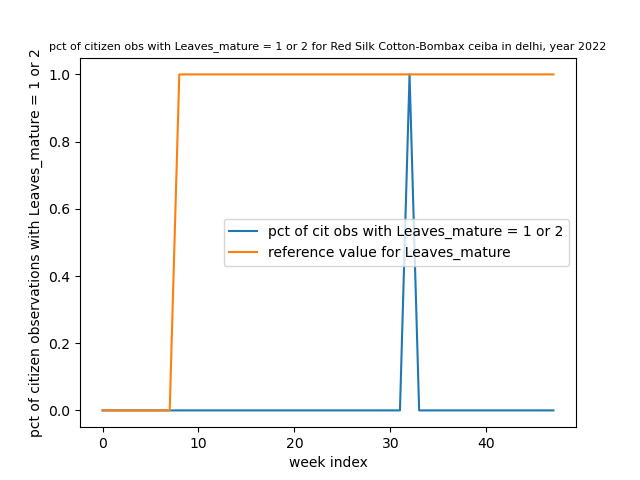 pct of citizen obs with Leaves_mature = 1 or 2 for Red Silk Cotton-Bombax ceiba in delhi, year 2022
pct of citizen observations with Leaves_mature = 1 or 2
1.0
0.8
0.6
0.4
0.2
0.0
pct of cit obs with Leaves_mature = 1 or 2
reference value for Leaves_mature
0 10 20 30 40
week index